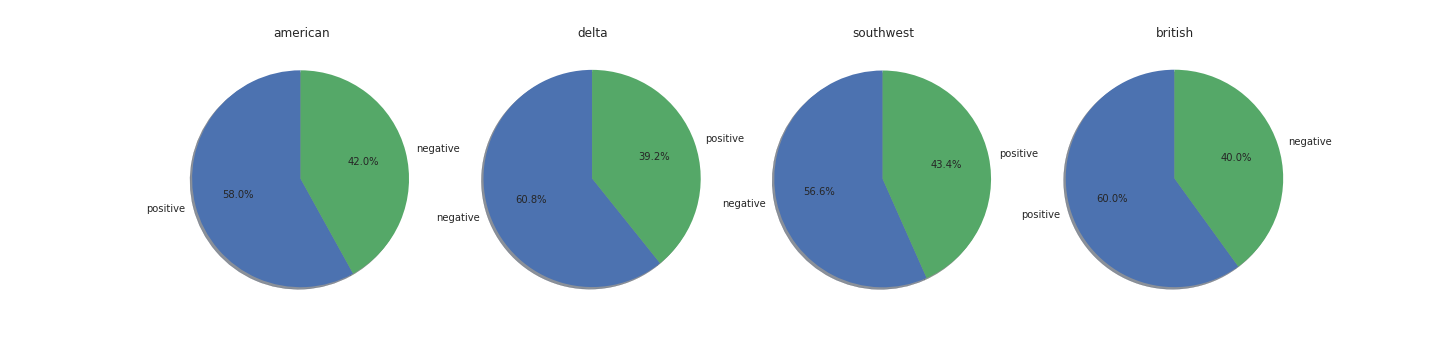 american
positive
58.0%
42.0%
negative
delta
negative
60.8%
39.2%
positive
southwest
negative
56.6%
43.4%
positive
british
positive
60.0%
40.0%
negative